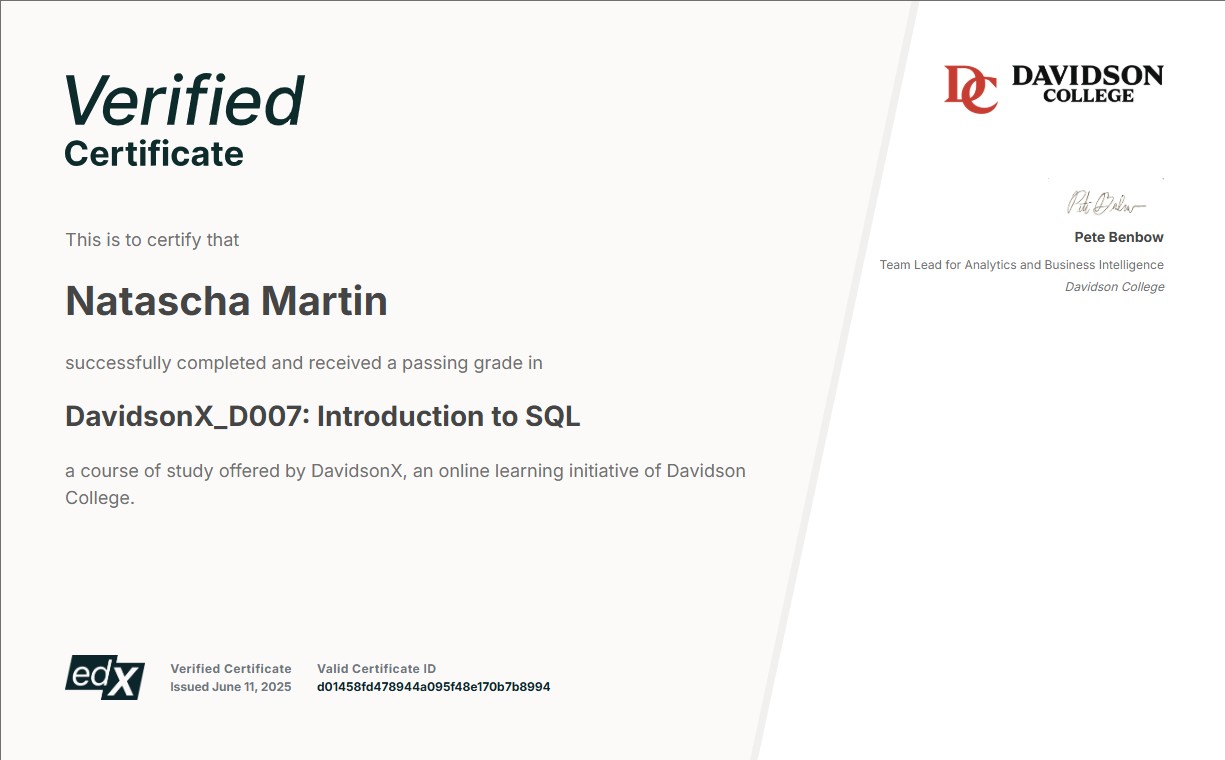 Verified
Certificate
This is to certify that
Natascha Martin
successfully completed and received a passing grade in
DavidsonX_D007: Introduction to SQL
a course of study offered by DavidsonX, an online learning initiative of Davidson
College.
edX
Verified Certificate
Issued June 11, 2025
Valid Certificate ID
d01458fd478944a095f48e170b7b8994
DC
DAVIDSON
COLLEGE
Pete Benbow
Pete Benbow
Team Lead for Analytics and Business Intelligence
Davidson College